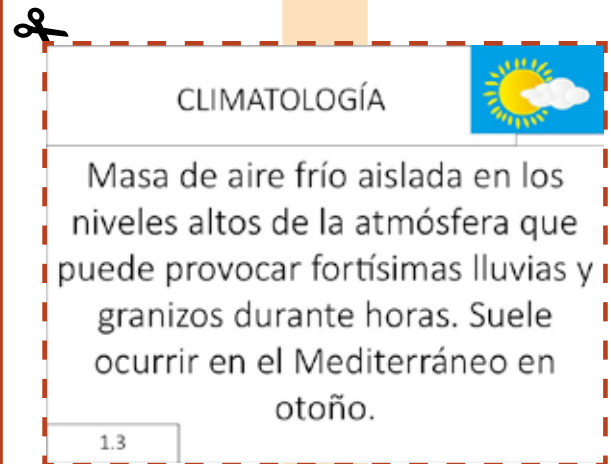 CLIMATOLOGÍA
Masa de aire frío aislada en los
niveles altos de la atmósfera que
puede provocar fortísimas lluvias y
granizos durante horas. Suele
ocurrir en el Mediterráneo en
otoño.
1.3